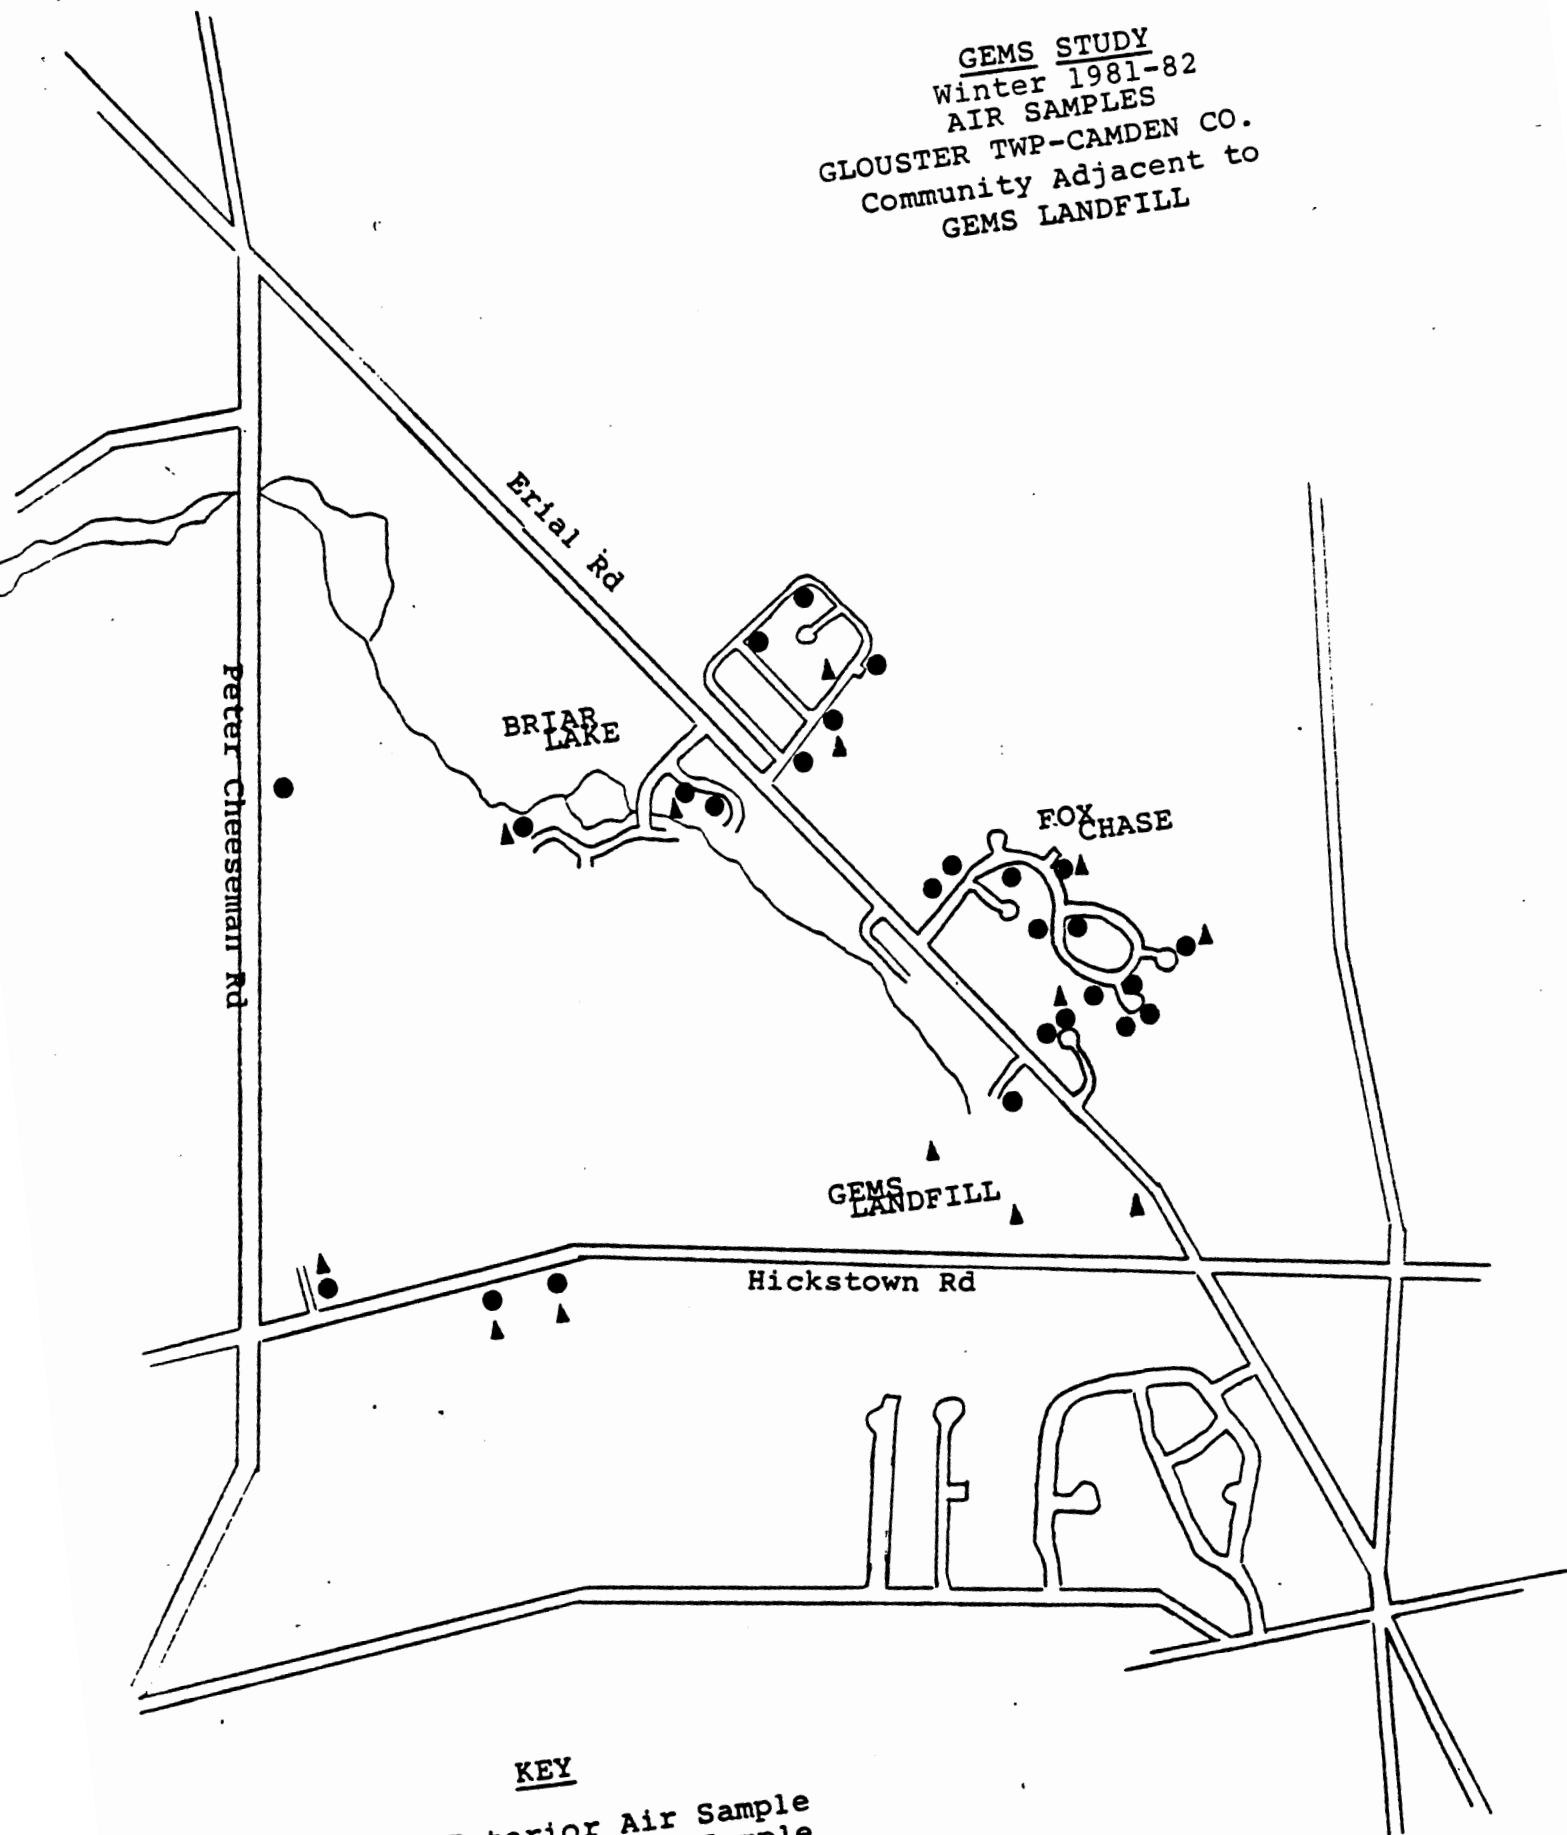 GEMS STUDY
Winter 1981-82
AIR SAMPLES
GLOUSTER TWP-CAMDEN CO.
Community Adjacent to
GEMS LANDFILL
Erial Rd
Peter Cheeseman Rd
BRIAR
LAKE
FOX
CHASE
GEMS
LANDFILL
Hickstown Rd
KEY
Air Sample